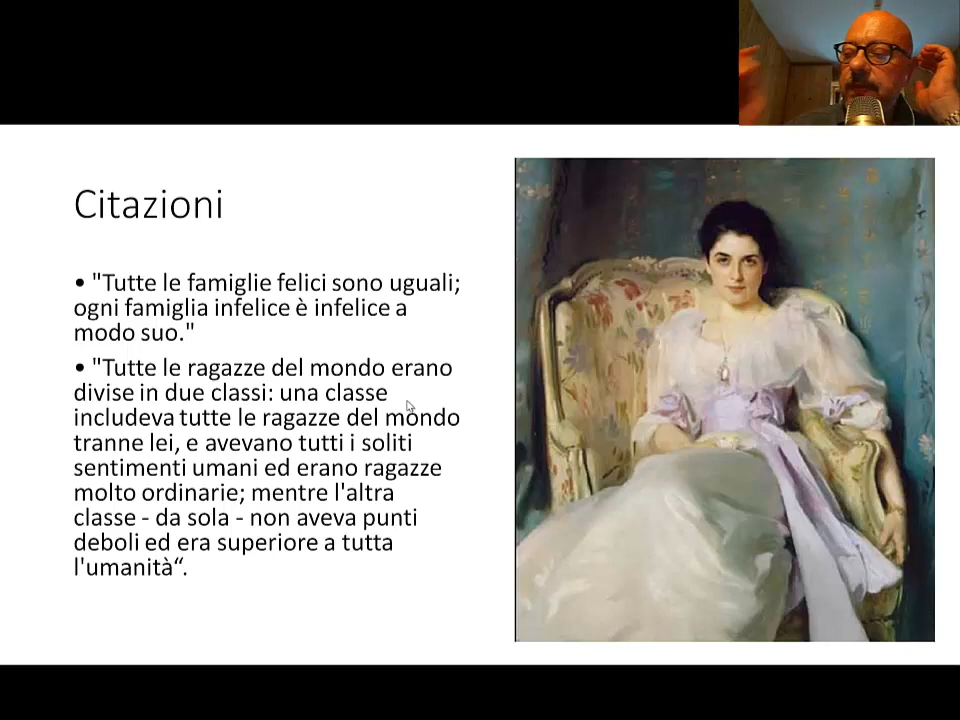 Citazioni
• "Tutte le famiglie felici sono uguali;
ogni famiglia infelice è infelice a
modo suo."
• "Tutte le ragazze del mondo erano
divise in due classi: una classe
includeva tutte le ragazze del mondo
tranne lei, e avevano tutti i soliti
sentimenti umani ed erano ragazze
molto ordinarie; mentre l'altra
classe - da sola - non aveva punti
deboli ed era superiore a tutta
l'umanità“.